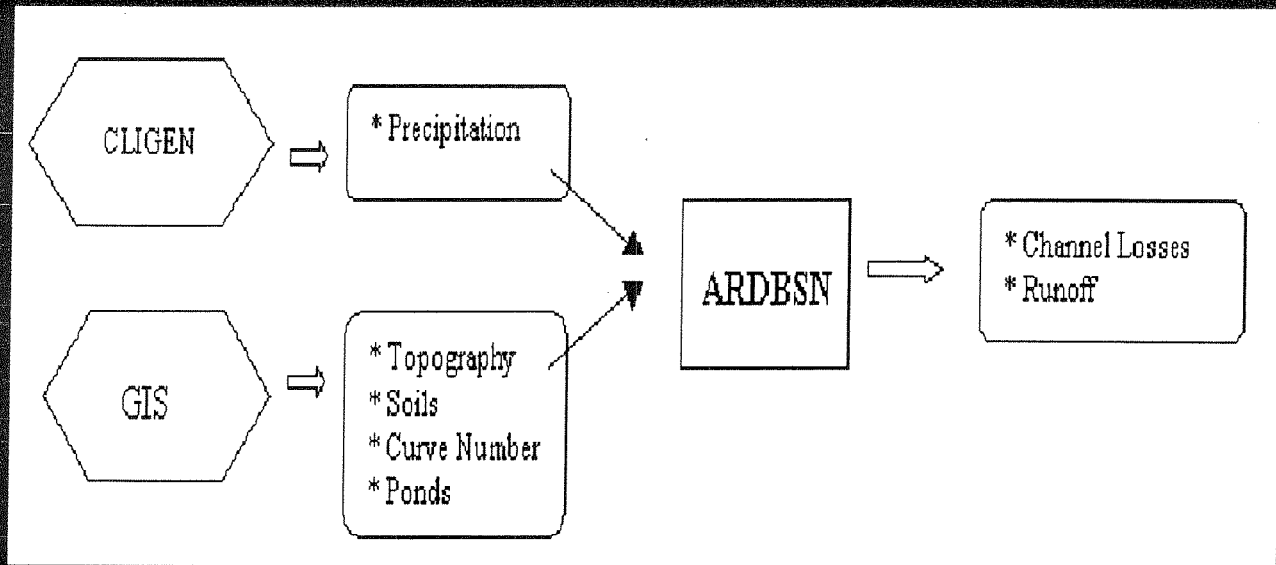 CLIGEN
* Precipitation
GIS
* Topography
* Soils
* Curve Number
* Ponds
ARDBSN
* Channel Losses
* Runoff